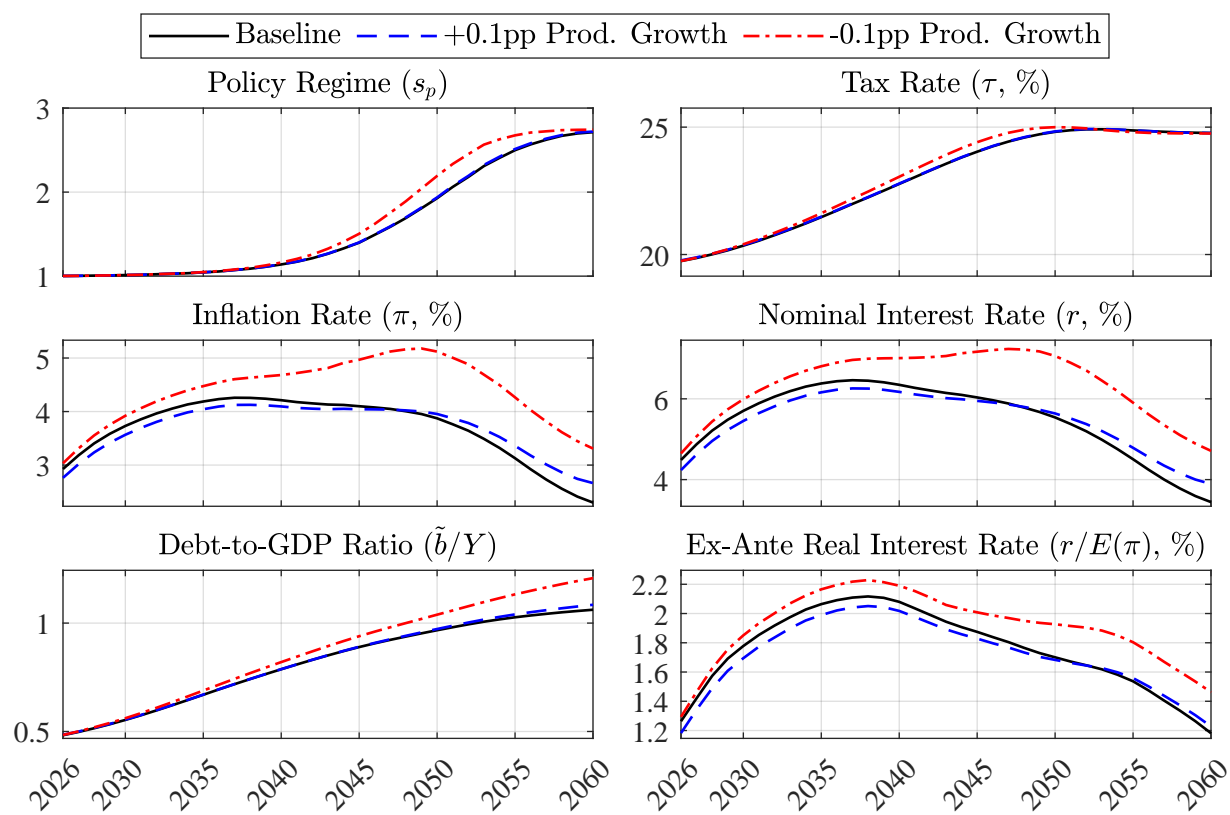 Baseline +0.1pp Prod. Growth -0.1pp Prod. Growth
Policy Regime (sₚ)
3
2
1
Tax Rate (τ, %)
25
20
Inflation Rate (π, %)
5
4
3
Nominal Interest Rate (r, %)
6
4
Debt-to-GDP Ratio (b̃/Y)
1
0.5
2026 2030 2035 2040 2045 2050 2055 2060
Ex-Ante Real Interest Rate (r/E(π), %)
2.2
2
1.8
1.6
1.4
1.2
2026 2030 2035 2040 2045 2050 2055 2060